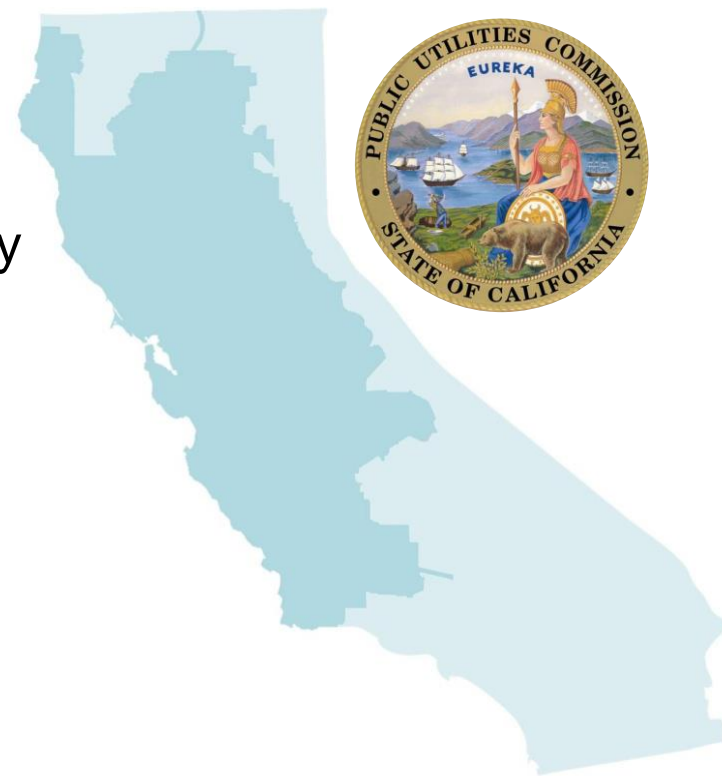 PUBLIC UTILITIES COMMISSION
EUREKA
y
STATE OF CALIFORNIA